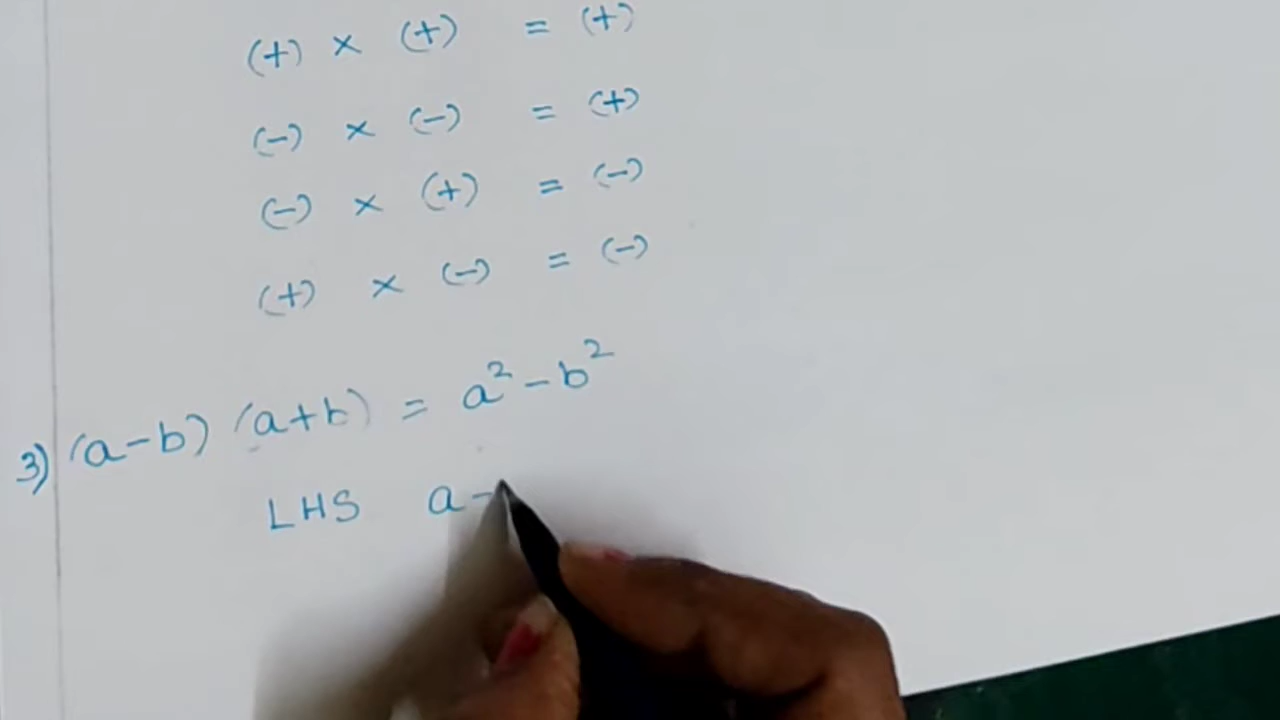 (+) × (+) = (+)
(-) × (-) = (+)
(-) × (+) = (-)
(+) × (-) = (-)
3) (a-b) (a+b) = a² - b²
LHS a -